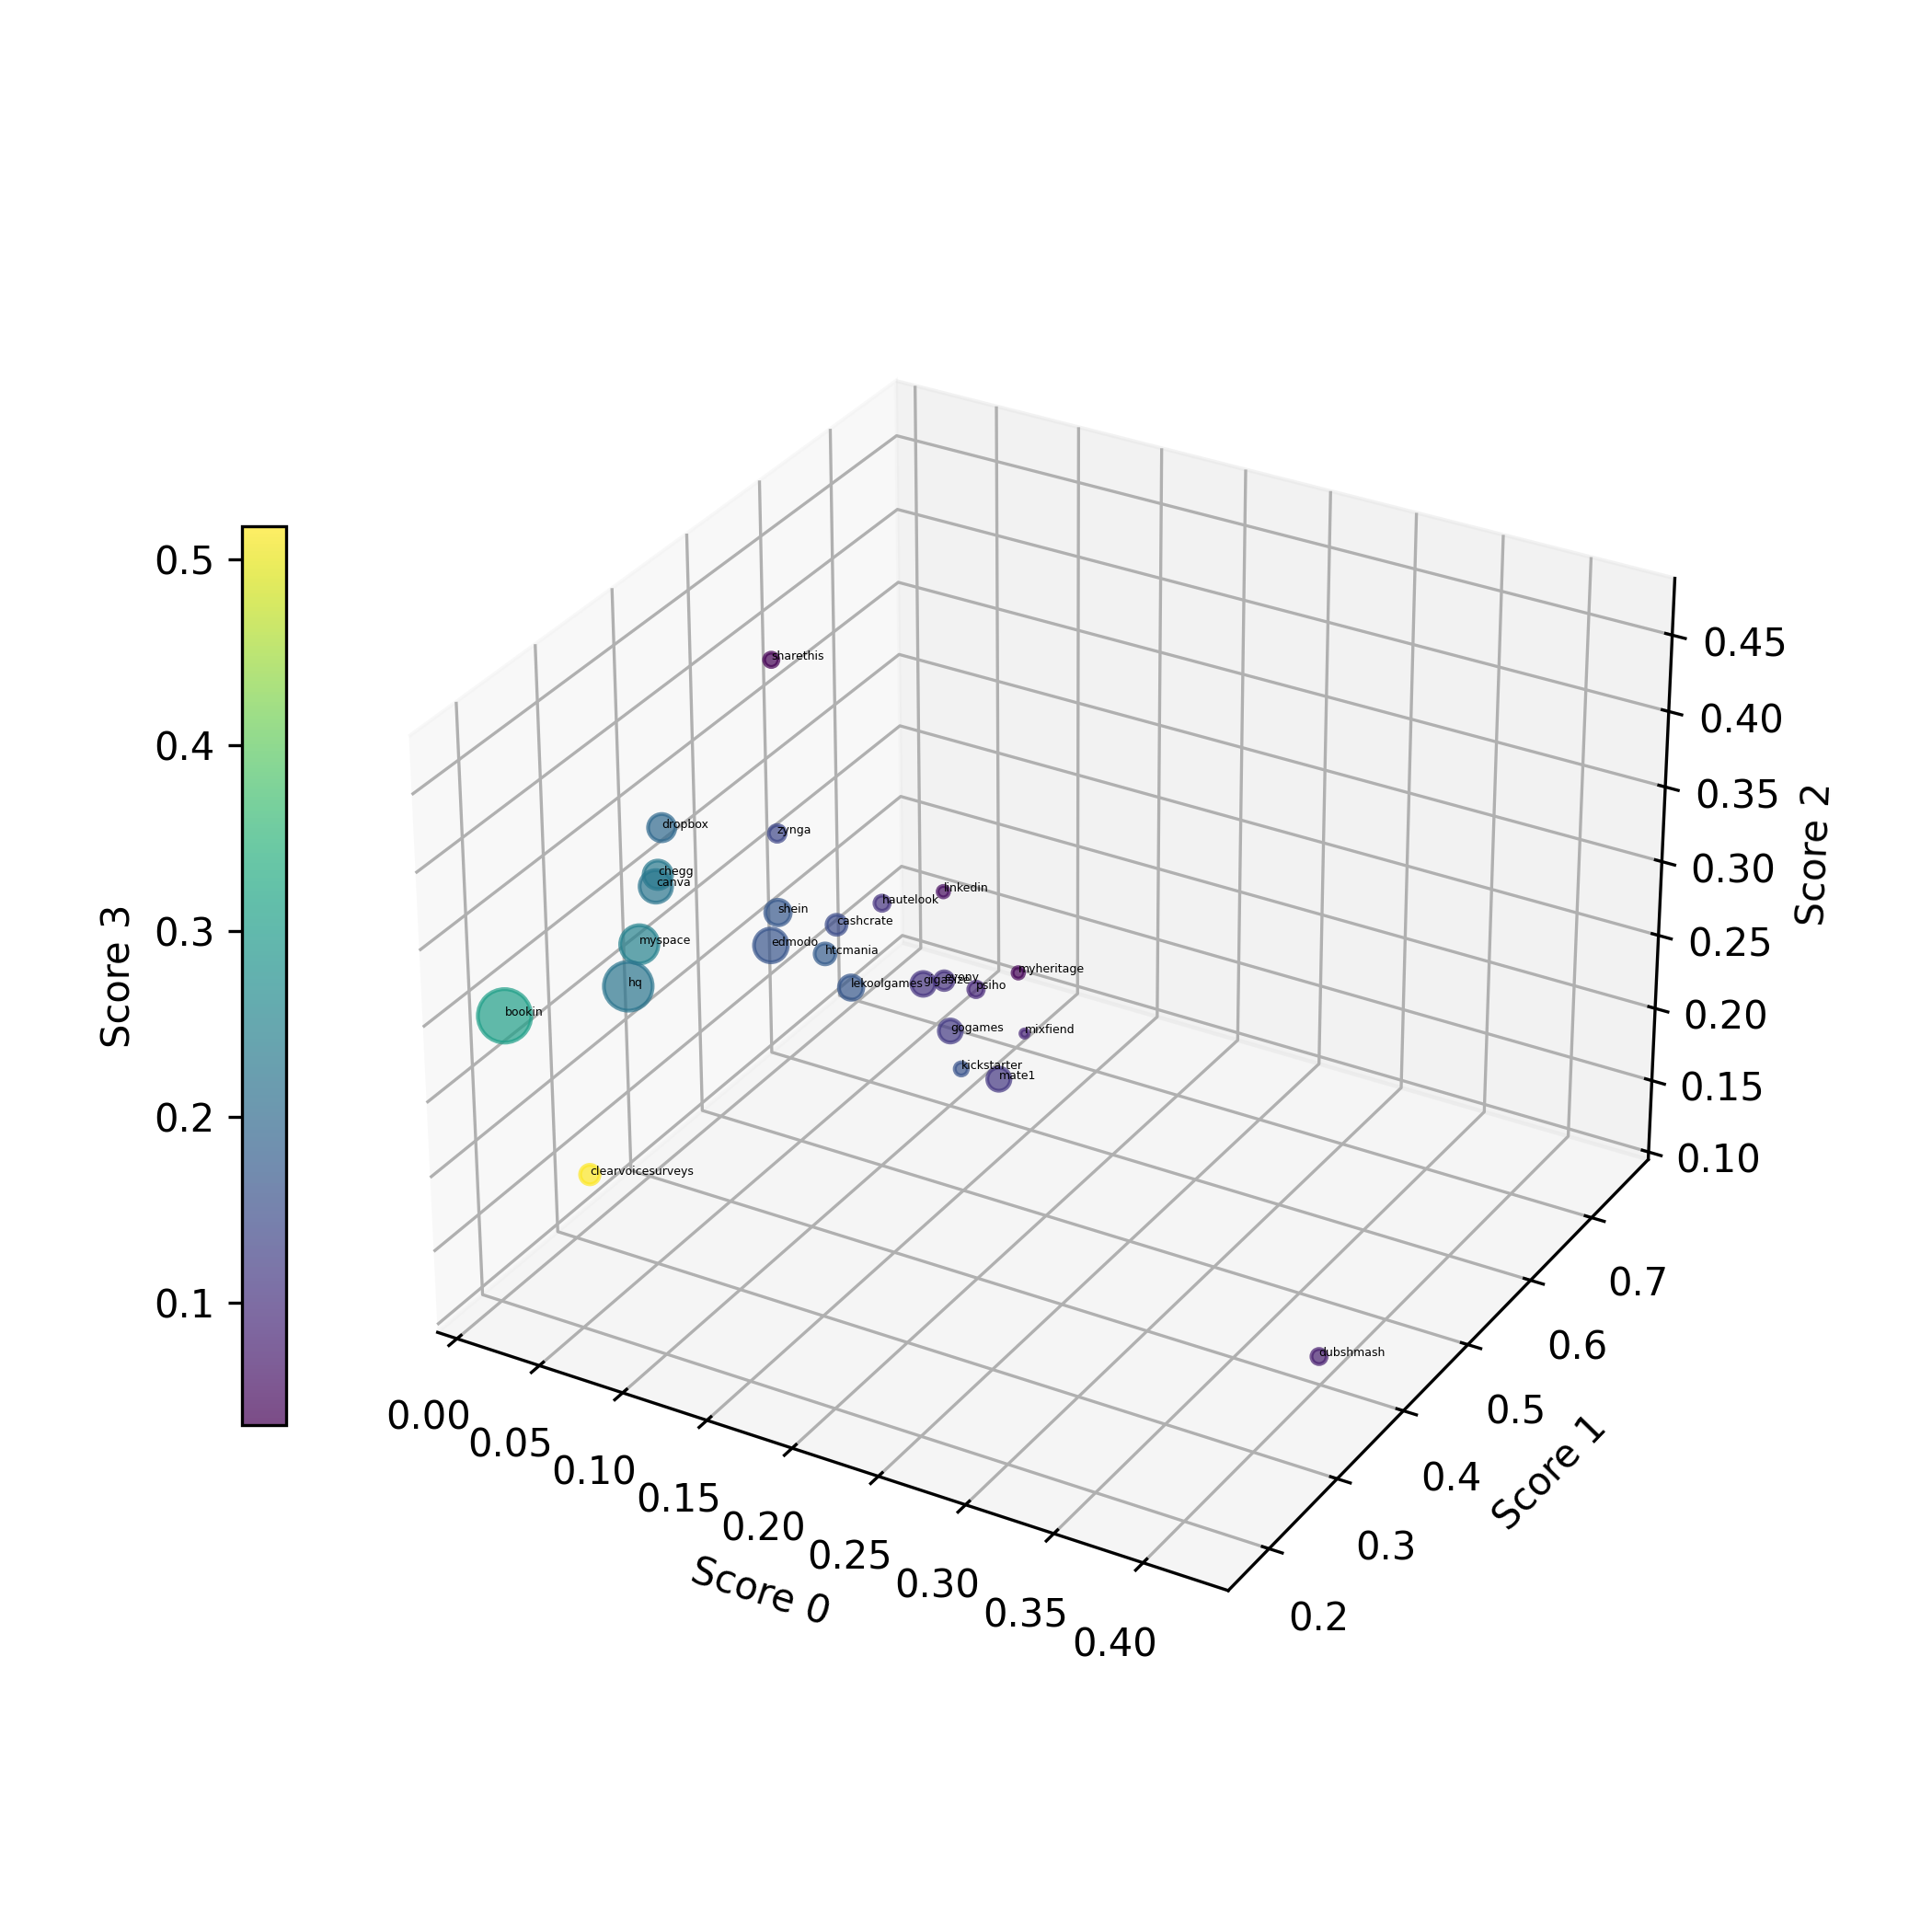 sharethis
dropbox
zynga
chegg
canva
linkedin
hautelook
shein
cashcrate
myspace
edmodo
htcmania
myheritage
hq
lekoolgames
gigasize
evony
psiho
bookin
gogames
mixfiend
kickstarter
mate1
clearvoicesurveys
dubshmash
0.5
0.4
0.3
0.2
0.1
Score 3
0.00
0.05
0.10
0.15
0.20
0.25
0.30
0.35
0.40
Score 0
0.2
0.3
0.4
0.5
0.6
0.7
Score 1
0.45
0.40
0.35
0.30
0.25
0.20
0.15
0.10
Score 2